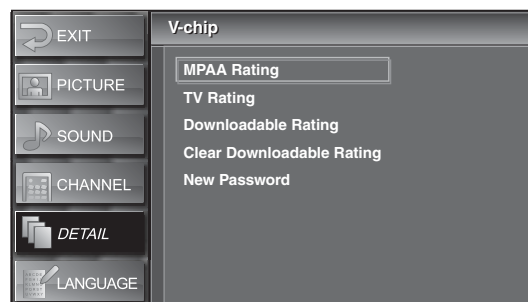 EXIT
PICTURE
SOUND
CHANNEL
DETAIL
LANGUAGE
V-chip
MPAA Rating
TV Rating
Downloadable Rating
Clear Downloadable Rating
New Password